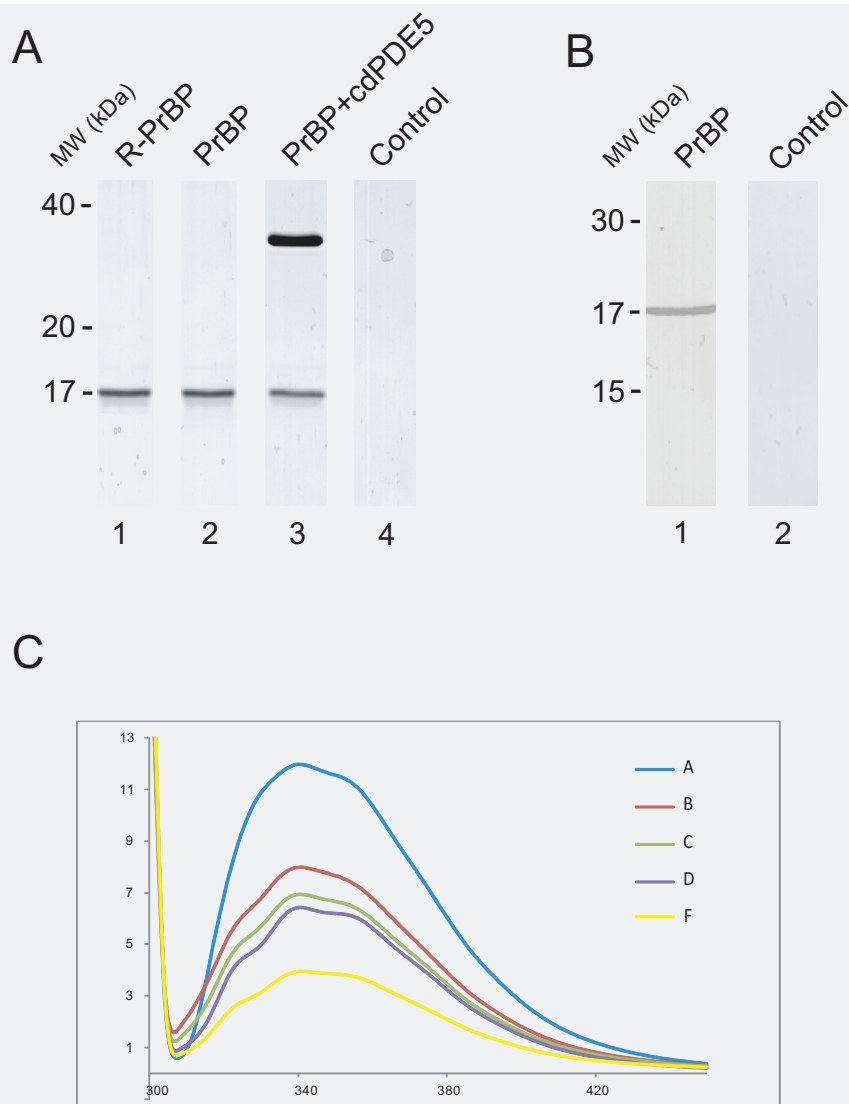 A
MW (kDa)
R-PrBP
PrBP
PrBP+cdPDE5
Control
40
20
17
1 2 3 4
B
MW (kDa)
PrBP
Control
30
17
15
1 2
C
13
11
9
7
5
3
1
300 340 380 420
A
B
C
D
F